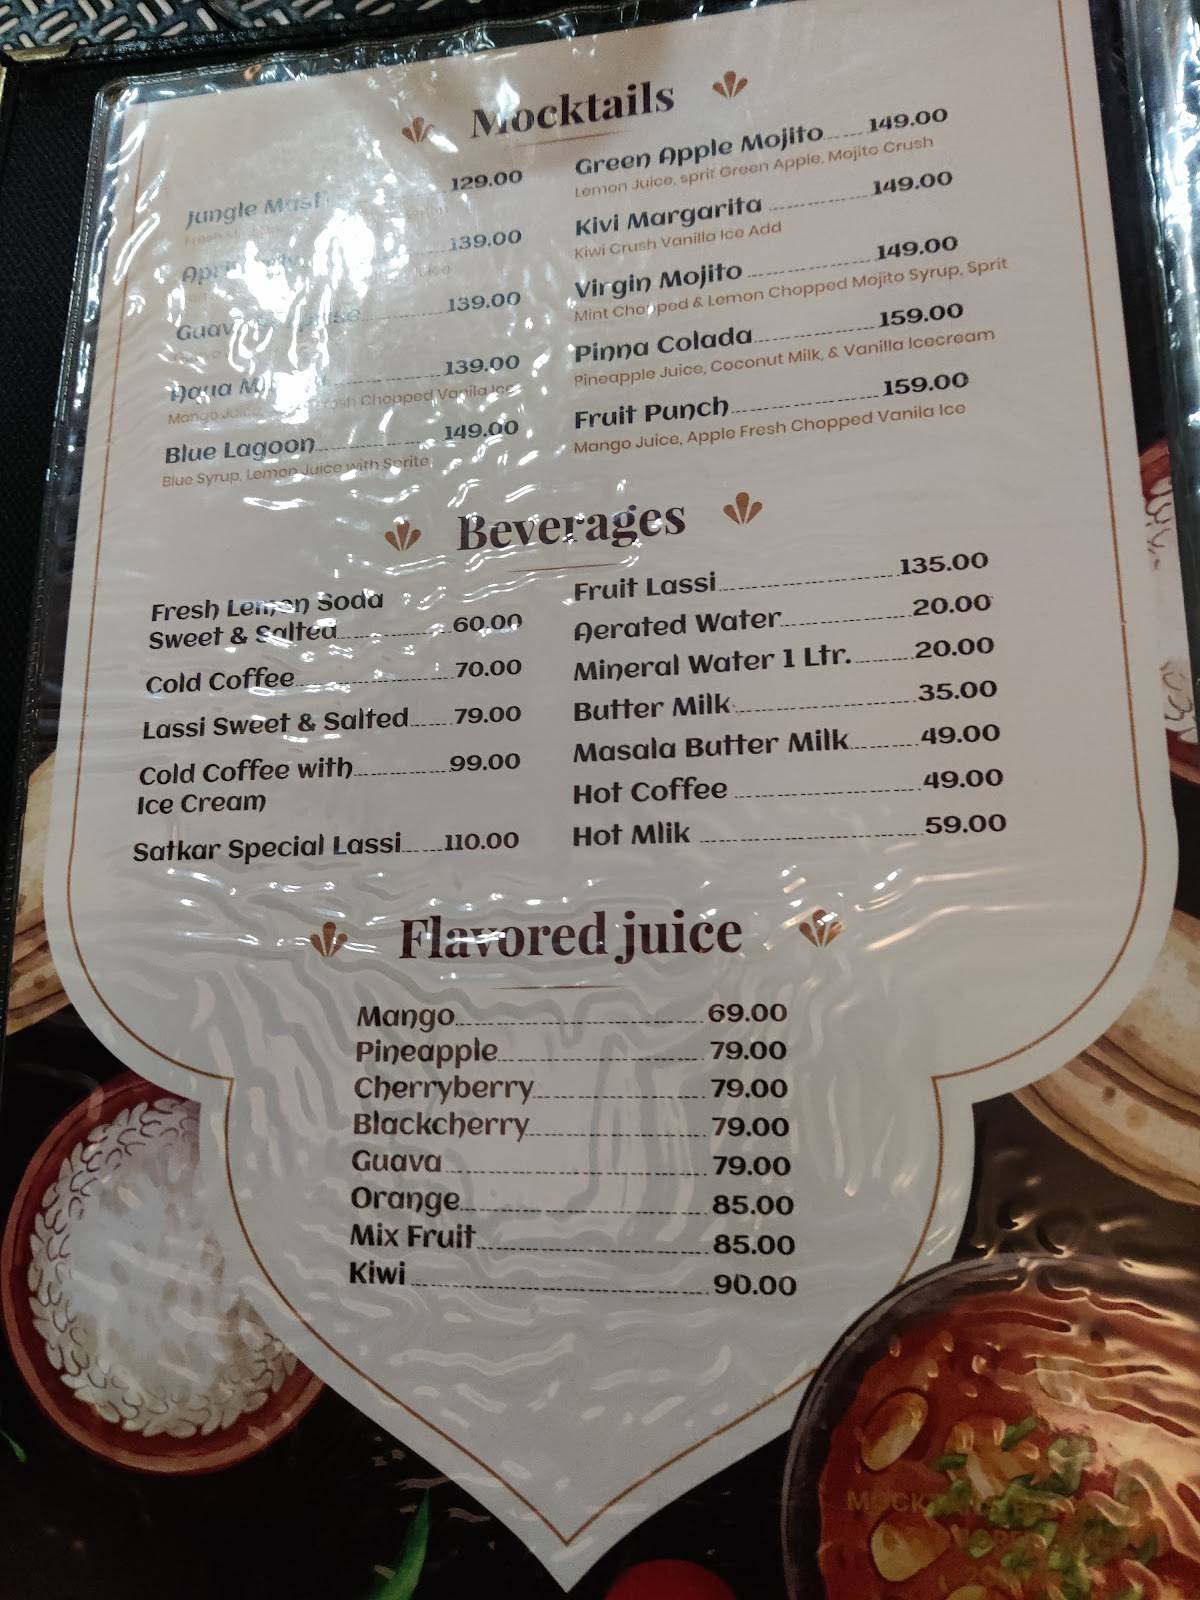 Mocktails
Jungle Masti 129.00
139.00
139.00
139.00
Mango Juice, Fresh Chopped Vanila Ice
Blue Lagoon 149.00
Blue Syrup, Lemon Juice with Sprite
Green Apple Mojito 149.00
Lemon Juice, sprit Green Apple, Mojito Crush
Kivi Margarita 149.00
Kiwi Crush Vanilla Ice Add
Virgin Mojito 149.00
Mint Chopped & Lemon Chopped Mojito Syrup, Sprit
Pinna Colada 159.00
Pineapple Juice, Coconut Milk, & Vanilla Icecream
Fruit Punch 159.00
Mango Juice, Apple Fresh Chopped Vanila Ice
Beverages
Fresh Lemon Soda
Sweet & Salted 60.00
Cold Coffee 70.00
Lassi Sweet & Salted 79.00
Cold Coffee with 99.00
Ice Cream
Satkar Special Lassi 110.00
Fruit Lassi 135.00
Aerated Water 20.00
Mineral Water 1 Ltr. 20.00
Butter Milk 35.00
Masala Butter Milk 49.00
Hot Coffee 49.00
Hot Mlik 59.00
Flavored juice
Mango 69.00
Pineapple 79.00
Cherryberry 79.00
Blackcherry 79.00
Guava 79.00
Orange 85.00
Mix Fruit 85.00
Kiwi 90.00